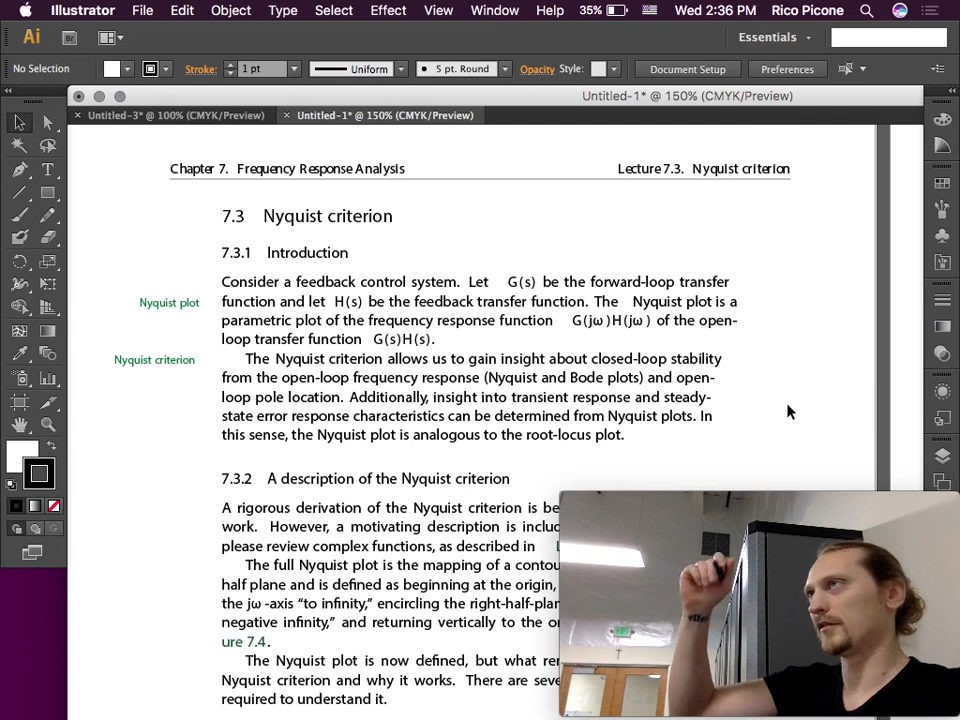 Illustrator File Edit Object Type Select Effect View Window Help 35% Wed 2:36 PM Rico Picone
Ai Br Essentials
No Selection Stroke: 1 pt Uniform 5 pt. Round Opacity Style: Document Setup Preferences
Untitled-1* @ 150% (CMYK/Preview)
Untitled-3* @ 100% (CMYK/Preview) Untitled-1* @ 150% (CMYK/Preview)
Chapter 7. Frequency Response Analysis Lecture 7.3. Nyquist criterion
7.3 Nyquist criterion
7.3.1 Introduction
Consider a feedback control system. Let G(s) be the forward-loop transfer
Nyquist plot function and let H(s) be the feedback transfer function. The Nyquist plot is a
parametric plot of the frequency response function G(jω)H(jω) of the open-
loop transfer function G(s)H(s).
Nyquist criterion The Nyquist criterion allows us to gain insight about closed-loop stability
from the open-loop frequency response (Nyquist and Bode plots) and open-
loop pole location. Additionally, insight into transient response and steady-
state error response characteristics can be determined from Nyquist plots. In
this sense, the Nyquist plot is analogous to the root-locus plot.
7.3.2 A description of the Nyquist criterion
A rigorous derivation of the Nyquist criterion is be
work. However, a motivating description is includ
please review complex functions, as described in
The full Nyquist plot is the mapping of a contou
half plane and is defined as beginning at the origin,
the jω-axis “to infinity,” encircling the right-half-plan
negative infinity,” and returning vertically to the or
ure 7.4.
The Nyquist plot is now defined, but what rem
Nyquist criterion and why it works. There are seve
required to understand it.